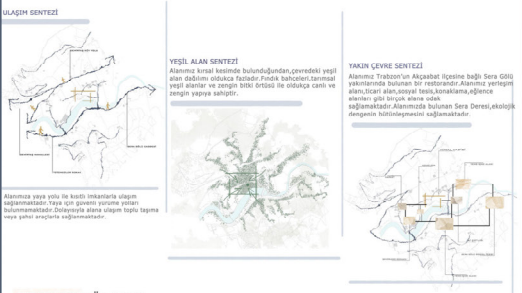 ULAŞIM SENTEZİ
Alanımıza yaya yolu ile kısıtlı imkanlarla ulaşım
sağlanmaktadır.Yaya için güvenli yürüme yolları
bulunmamaktadır.Dolayısıyla alana ulaşım toplu taşıma
veya şahsi araçlarla sağlanmaktadır.
YEŞİL ALAN SENTEZİ
Alanımız kırsal kesimde bulunduğundan,çevredeki yeşil
alan dağılımı oldukca fazladır.Fındık bahceleri,tarımsal
yeşil alanlar ve zengin bitki örtüsü ile oldukça canlı ve
zengin yapıya sahiptir.
YAKIN ÇEVRE SENTEZİ
Alanımız Trabzon'un Akçaabat ilçesine bağlı Sera Gölü
yakınlarında bulunan bir restorandır.Alanımız yerleşim
alanı,ticari alan,sosyal tesis,konaklama,eğlence
alanları gibi birçok alana odak
sağlamaktadır.Alanımızda bulunan Sera Deresi,ekolojik
dengenin bütünleşmesini sağlamaktadır.